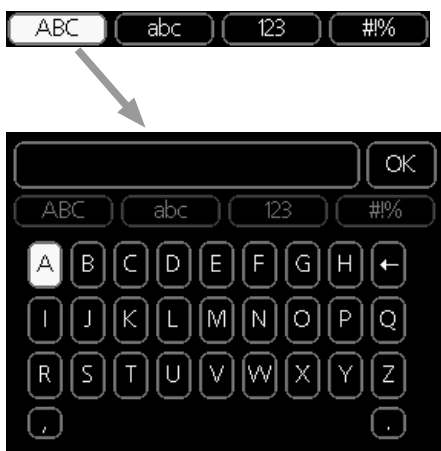 ABC abc 123 #!%
OK
ABC abc 123 #!%
A B C D E F G H ←
I J K L M N O P Q
R S T U V W X Y Z
, .